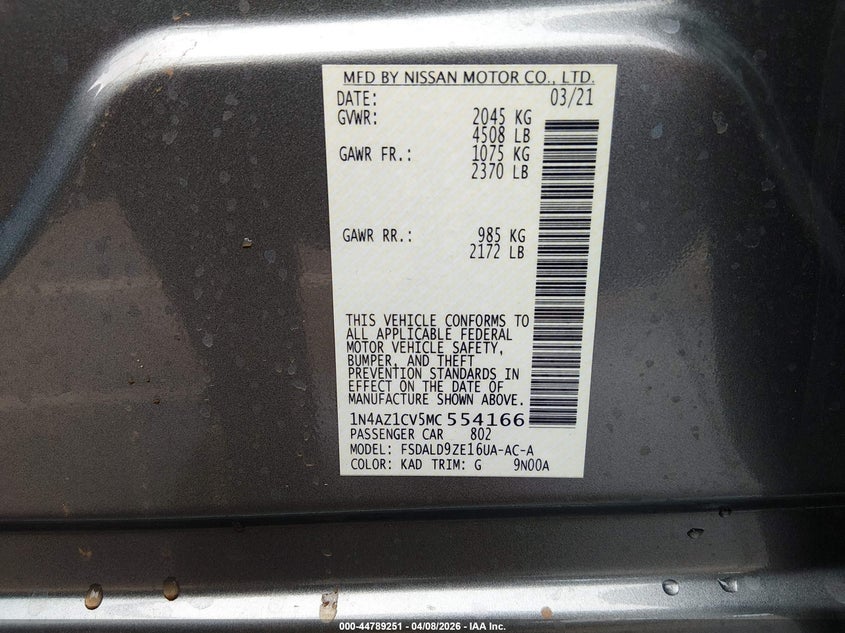 MFD BY NISSAN MOTOR CO., LTD.
DATE: 03/21
GVWR: 2045 KG
4508 LB
GAWR FR.: 1075 KG
2370 LB
GAWR RR.: 985 KG
2172 LB
THIS VEHICLE CONFORMS TO
ALL APPLICABLE FEDERAL
MOTOR VEHICLE SAFETY,
BUMPER, AND THEFT
PREVENTION STANDARDS IN
EFFECT ON THE DATE OF
MANUFACTURE SHOWN ABOVE.
1N4AZ1CV5MC554166
PASSENGER CAR 802
MODEL: FSDALD9ZE16UA-AC-A
COLOR: KAD TRIM: G 9N00A
000-44789251 - 04/08/2026 - IAA Inc.